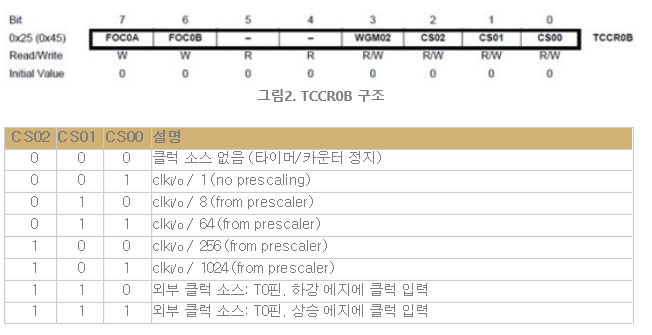 Bit 7 6 5 4 3 2 1 0
0x25 (0x45) FOC0A FOC0B – – WGM02 CS02 CS01 CS00 TCCR0B
Read/Write W W R R R/W R/W R/W R/W
Initial Value 0 0 0 0 0 0 0 0
그림2. TCCR0B 구조
CS02 CS01 CS00 설명
0 0 0 클럭 소스 없음 (타이머/카운터 정지)
0 0 1 clkI/O / 1 (no prescaling)
0 1 0 clkI/O / 8 (from prescaler)
0 1 1 clkI/O / 64 (from prescaler)
1 0 0 clkI/O / 256 (from prescaler)
1 0 1 clkI/O / 1024 (from prescaler)
1 1 0 외부 클럭 소스: T0핀, 하강 에지에 클럭 입력
1 1 1 외부 클럭 소스: T0핀, 상승 에지에 클럭 입력